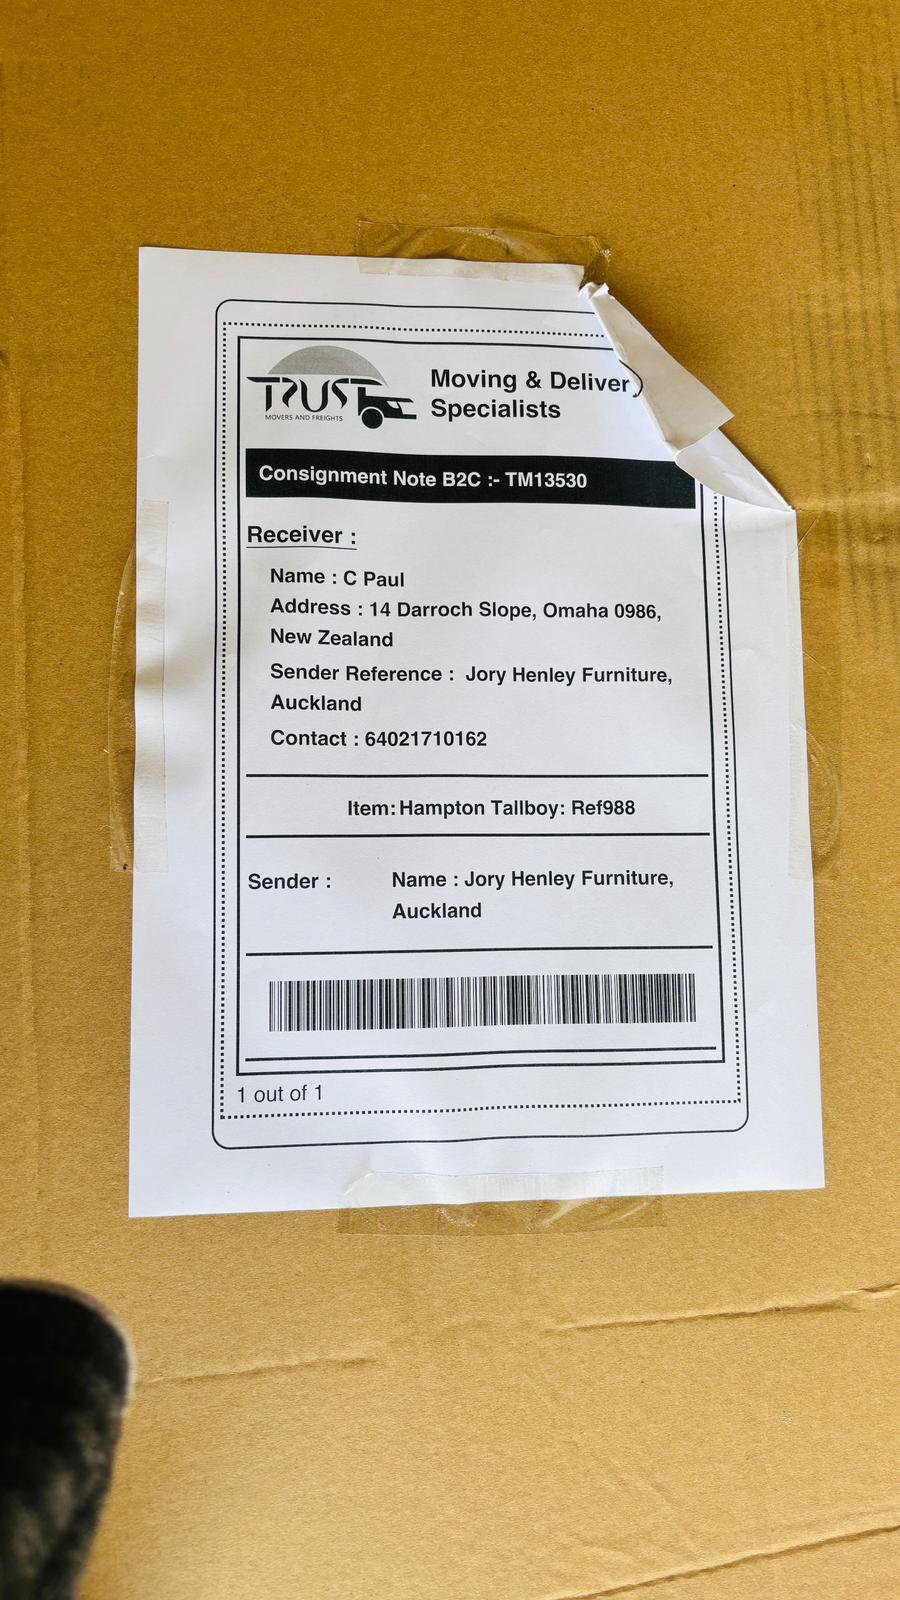 TRUST
MOVERS AND FREIGHTS
Moving & Deliver
Specialists
Consignment Note B2C :- TM13530
Receiver :
Name : C Paul
Address : 14 Darroch Slope, Omaha 0986,
New Zealand
Sender Reference : Jory Henley Furniture,
Auckland
Contact : 64021710162
Item: Hampton Tallboy: Ref988
Sender :
Name : Jory Henley Furniture,
Auckland
1 out of 1